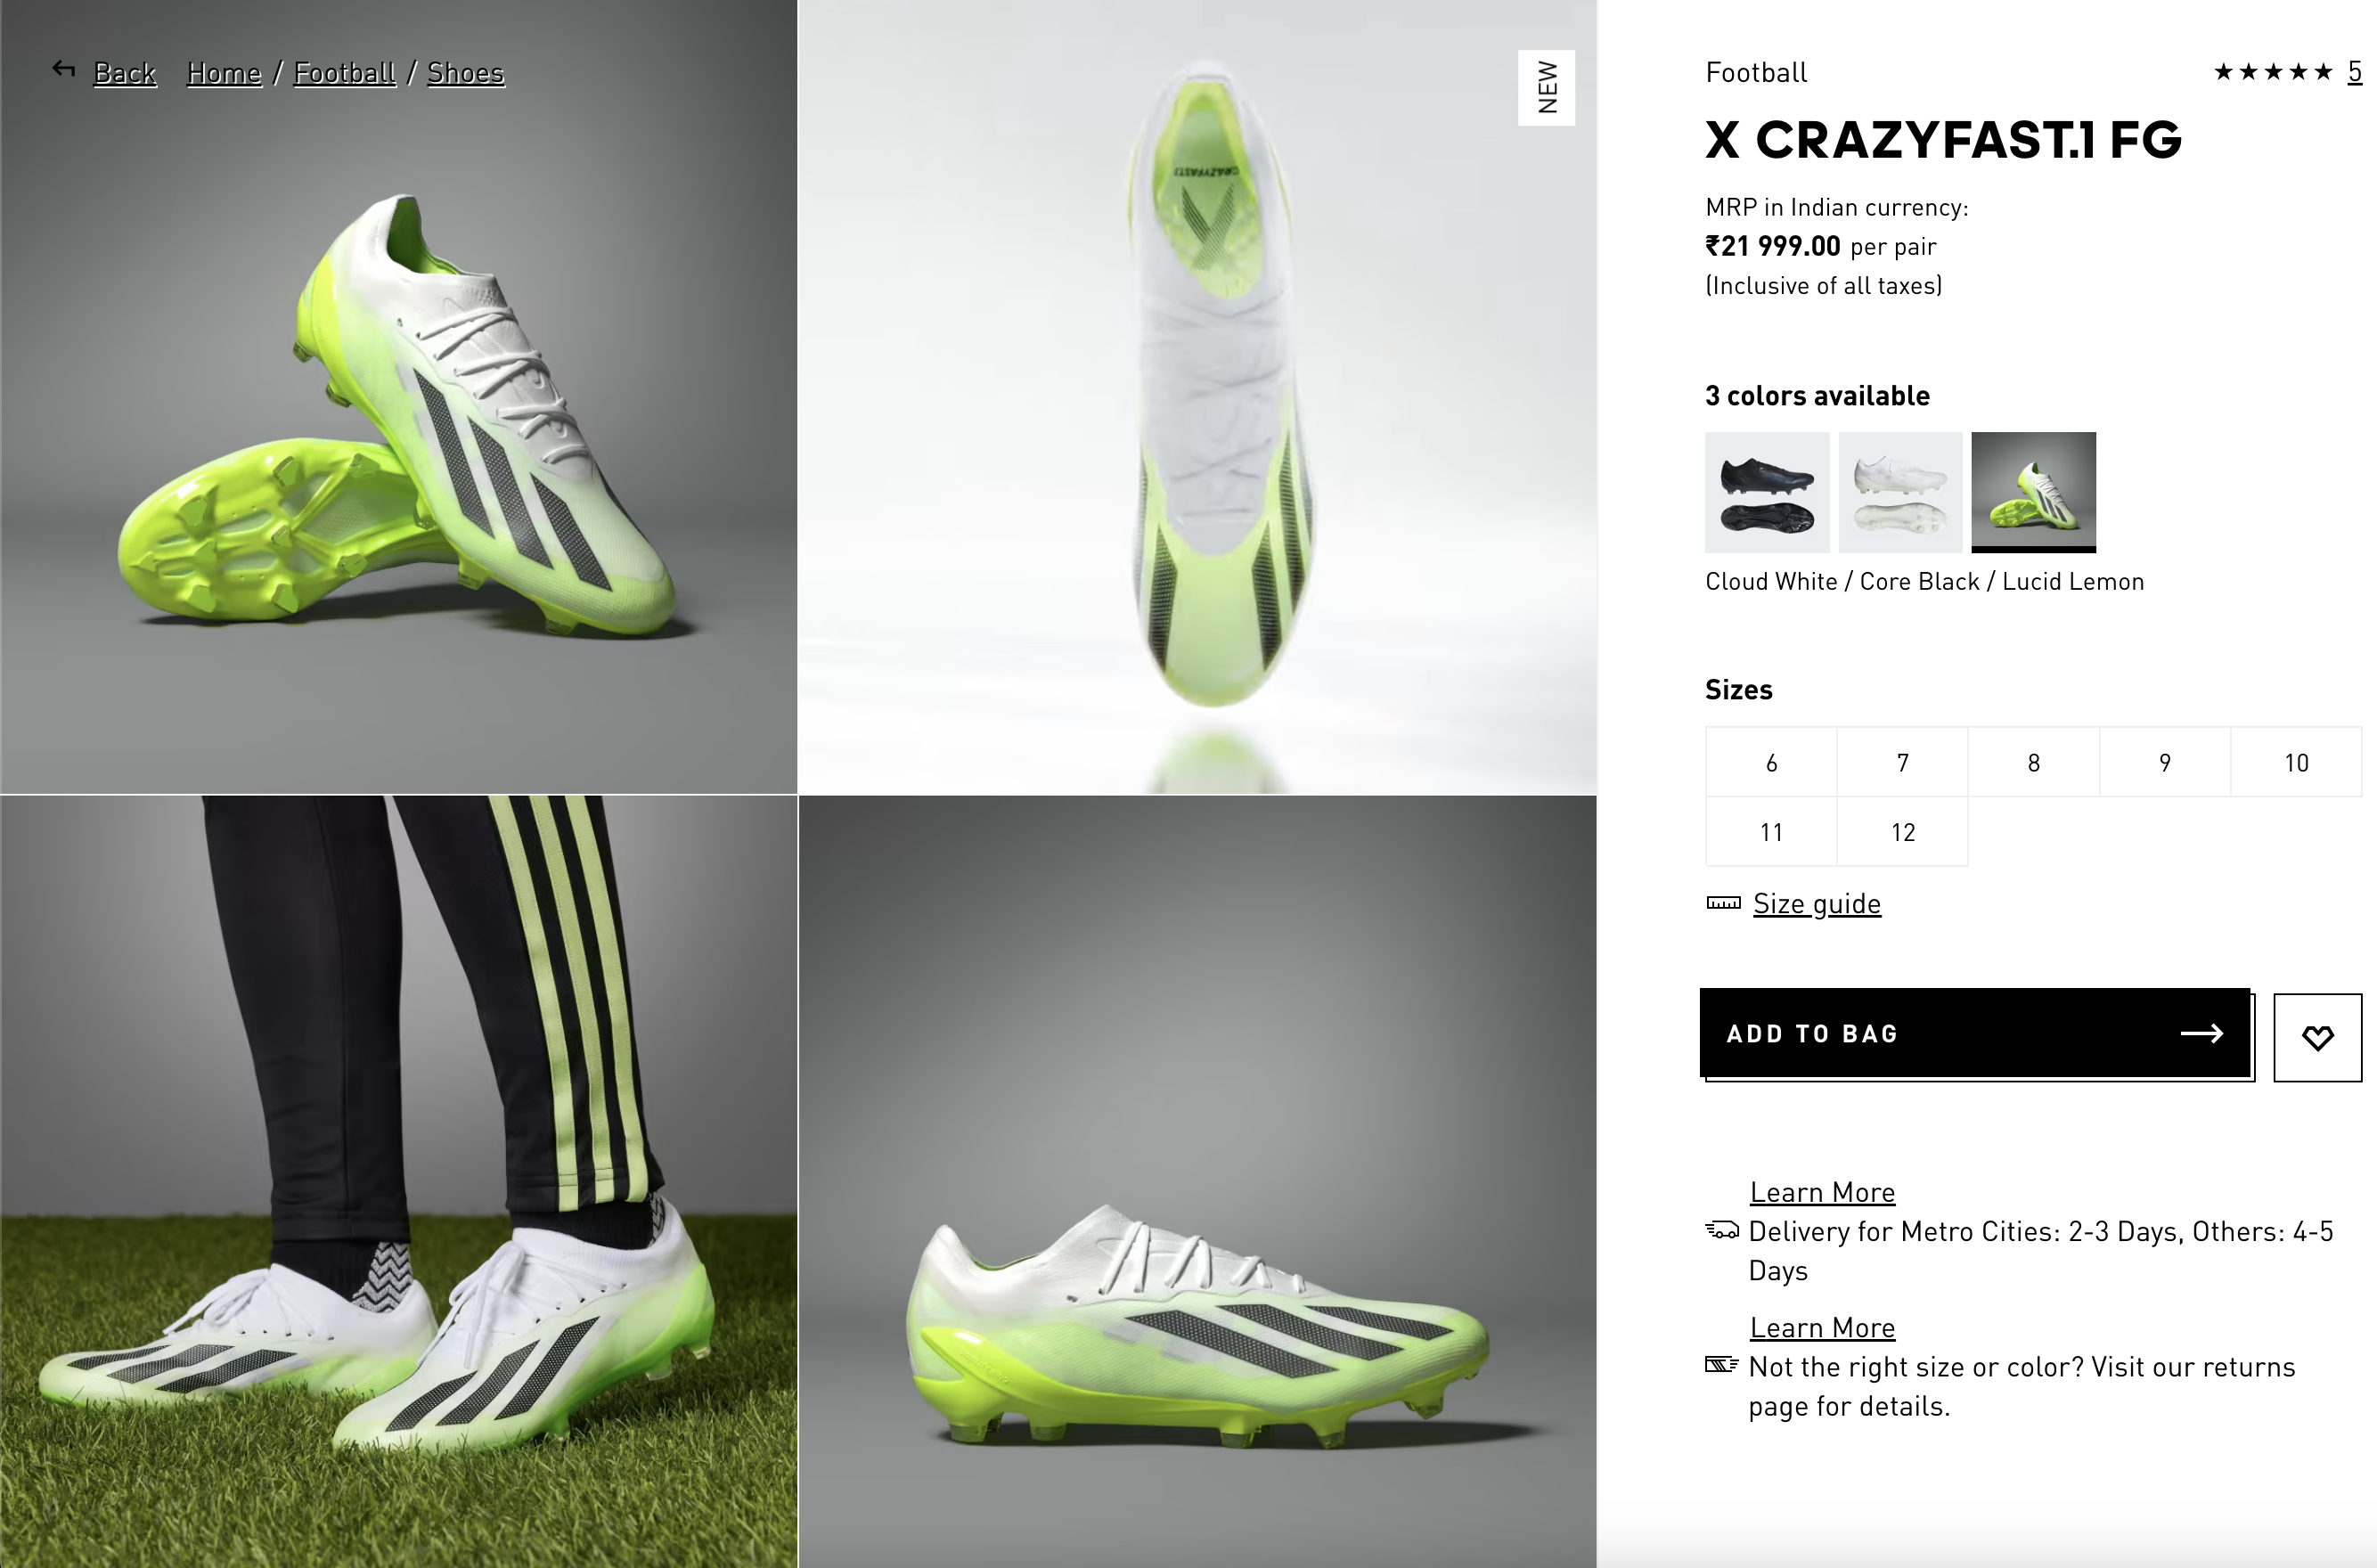 Back Home / Football / Shoes
NEW
CRAZYFAST.1
Football
★★★★★ 5
X CRAZYFAST.1 FG
MRP in Indian currency:
₹21 999.00 per pair
(Inclusive of all taxes)
3 colors available
Cloud White / Core Black / Lucid Lemon
Sizes
6 7 8 9 10
11 12
Size guide
ADD TO BAG
Learn More
Delivery for Metro Cities: 2-3 Days, Others: 4-5
Days
Learn More
Not the right size or color? Visit our returns
page for details.